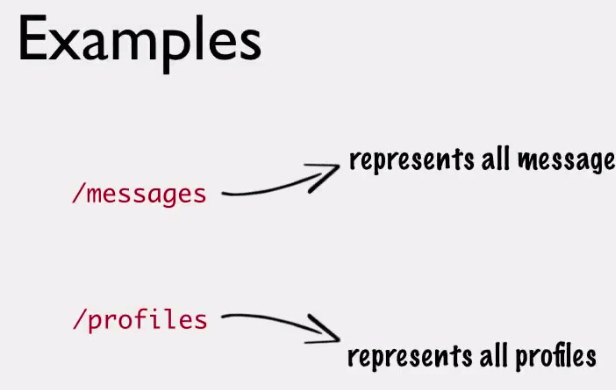 Examples
represents all message
/messages
/profiles
represents all profiles